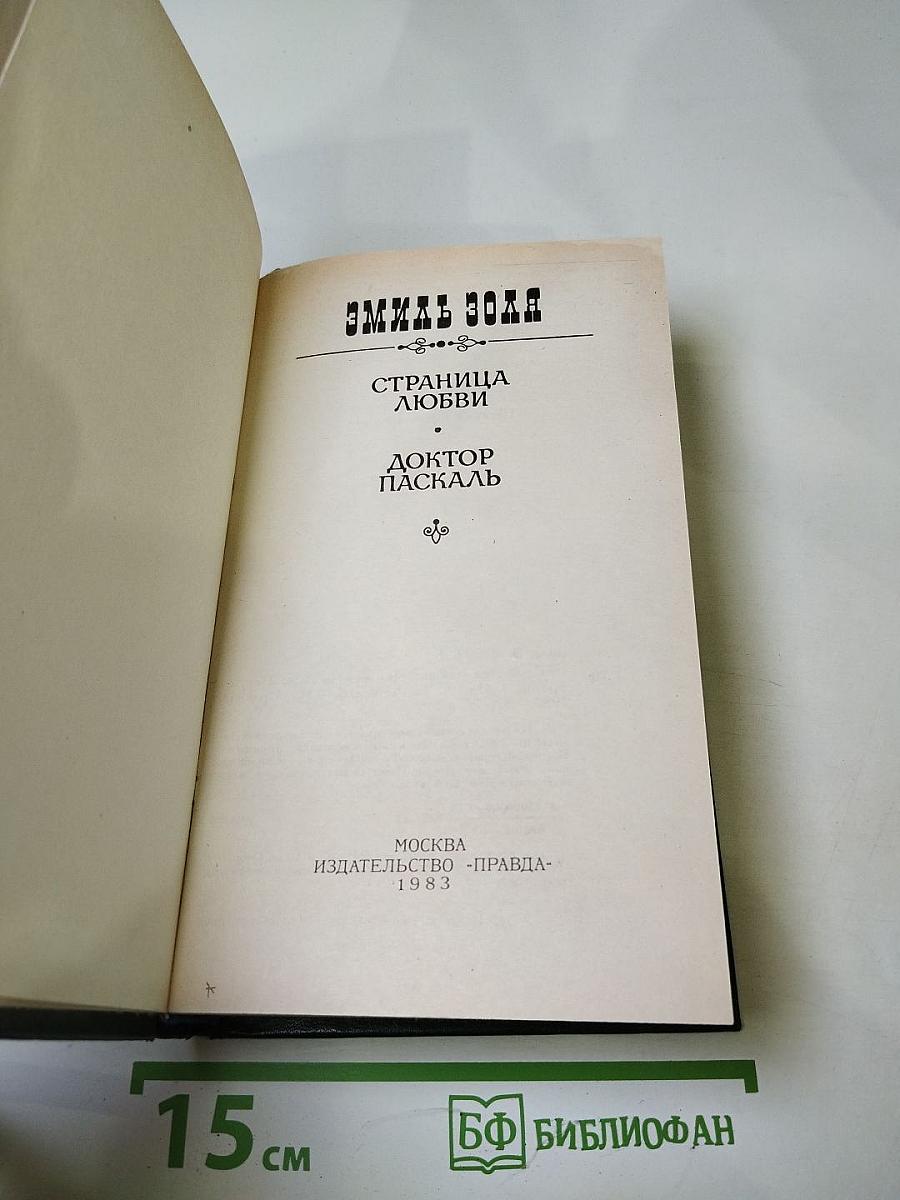 ЭМИЛЬ ЗОЛЯ
СТРАНИЦА
ЛЮБВИ
•
ДОКТОР
ПАСКАЛЬ
МОСКВА
ИЗДАТЕЛЬСТВО «ПРАВДА»
1983
15 см
БФ БИБЛИОФАН